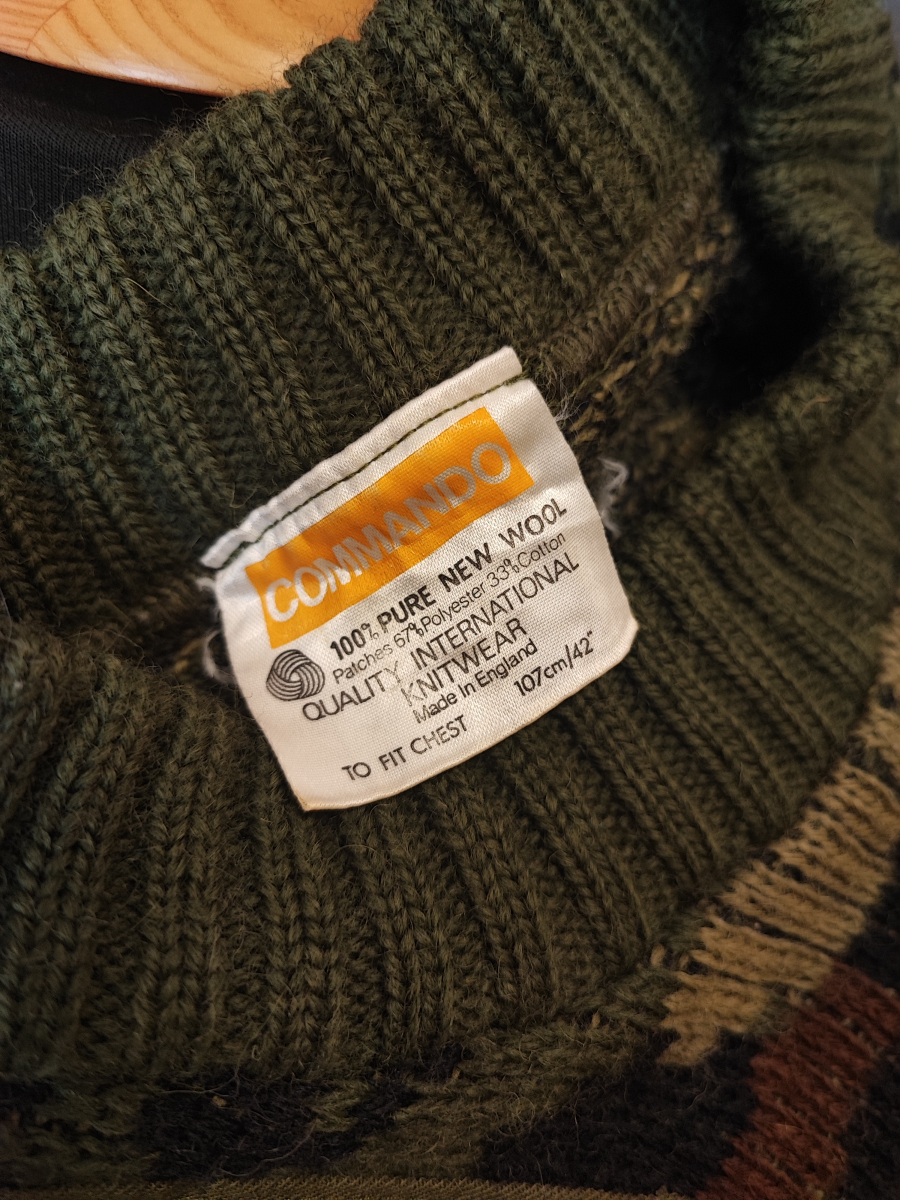 COMMANDO
100% PURE NEW WOOL
Patches 67% Polyester 33% Cotton
QUALITY INTERNATIONAL
KNITWEAR
Made In England
TO FIT CHEST 107cm/42"